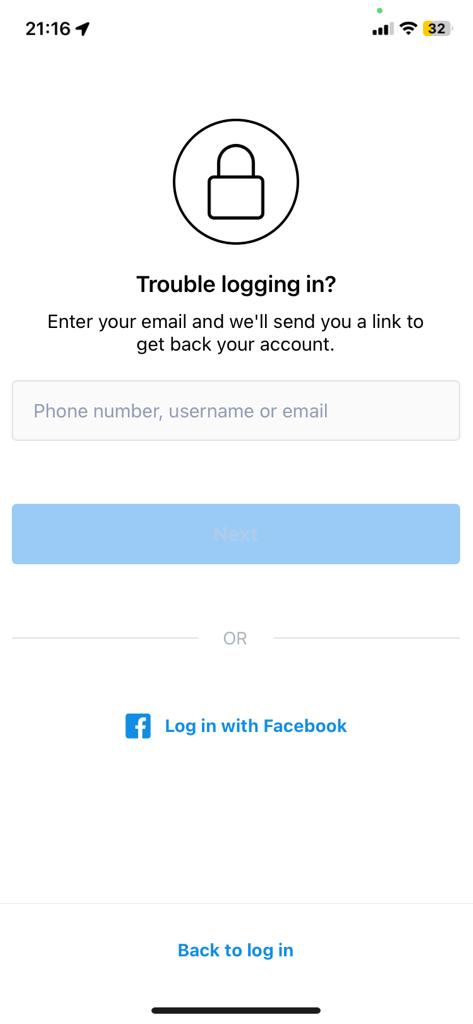 21:16
32
Trouble logging in?
Enter your email and we'll send you a link to
get back your account.
Phone number, username or email
Next
OR
Log in with Facebook
Back to log in